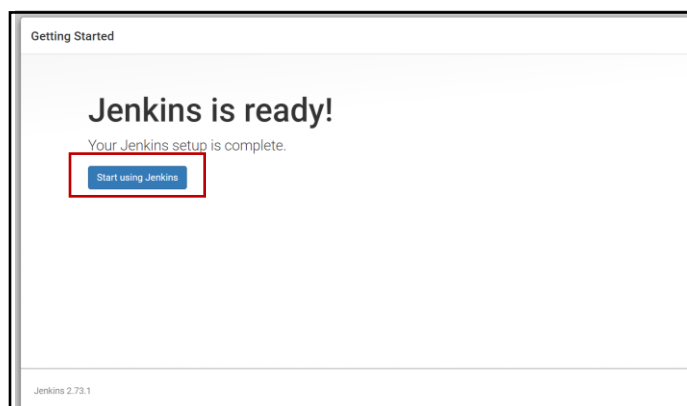 Getting Started
Jenkins is ready!
Your Jenkins setup is complete.
Start using Jenkins
Jenkins 2.73.1